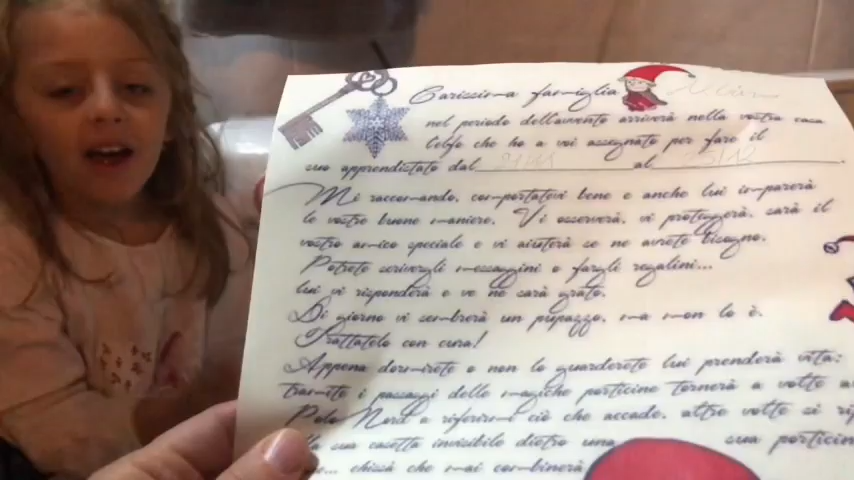 Carissima famiglia
nel periodo dell'avvento arriverà nella vostra casa
l'elfo che ho a voi assegnato per fare il
suo apprendistato dal al 25/12
Mi raccomando, comportatevi bene e anche lui imparerà
le vostre buone maniere. Vi osserverà, vi proteggerà, sarà il
vostro amico speciale e vi aiuterà se ne avrete bisogno.
Potrete scrivergli messaggini o fargli regalini...
lui vi risponderà e ve ne sarà grato.
Di giorno vi sembrerà un pupazzo, ma non lo è.
Trattatelo con cura!
Appena dormirete o non lo guarderete lui prenderà vita:
tramite i passaggi delle magiche porticine tornerà a volte
Polo Nord a riferirmi ciò che accade, altre volte si
sua casetta invisibile dietro una sua porticin
chissà che mai combinerà